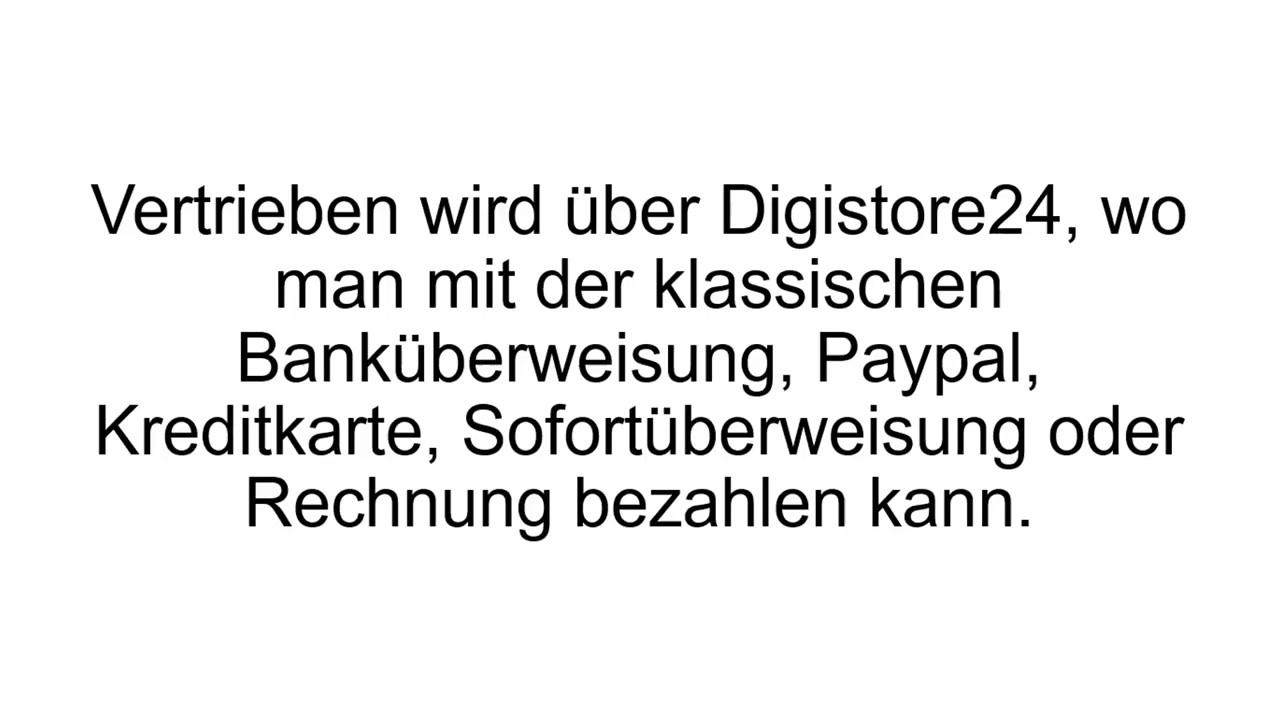 Vertrieben wird über Digistore24, wo
man mit der klassischen
Banküberweisung, Paypal,
Kreditkarte, Sofortüberweisung oder
Rechnung bezahlen kann.